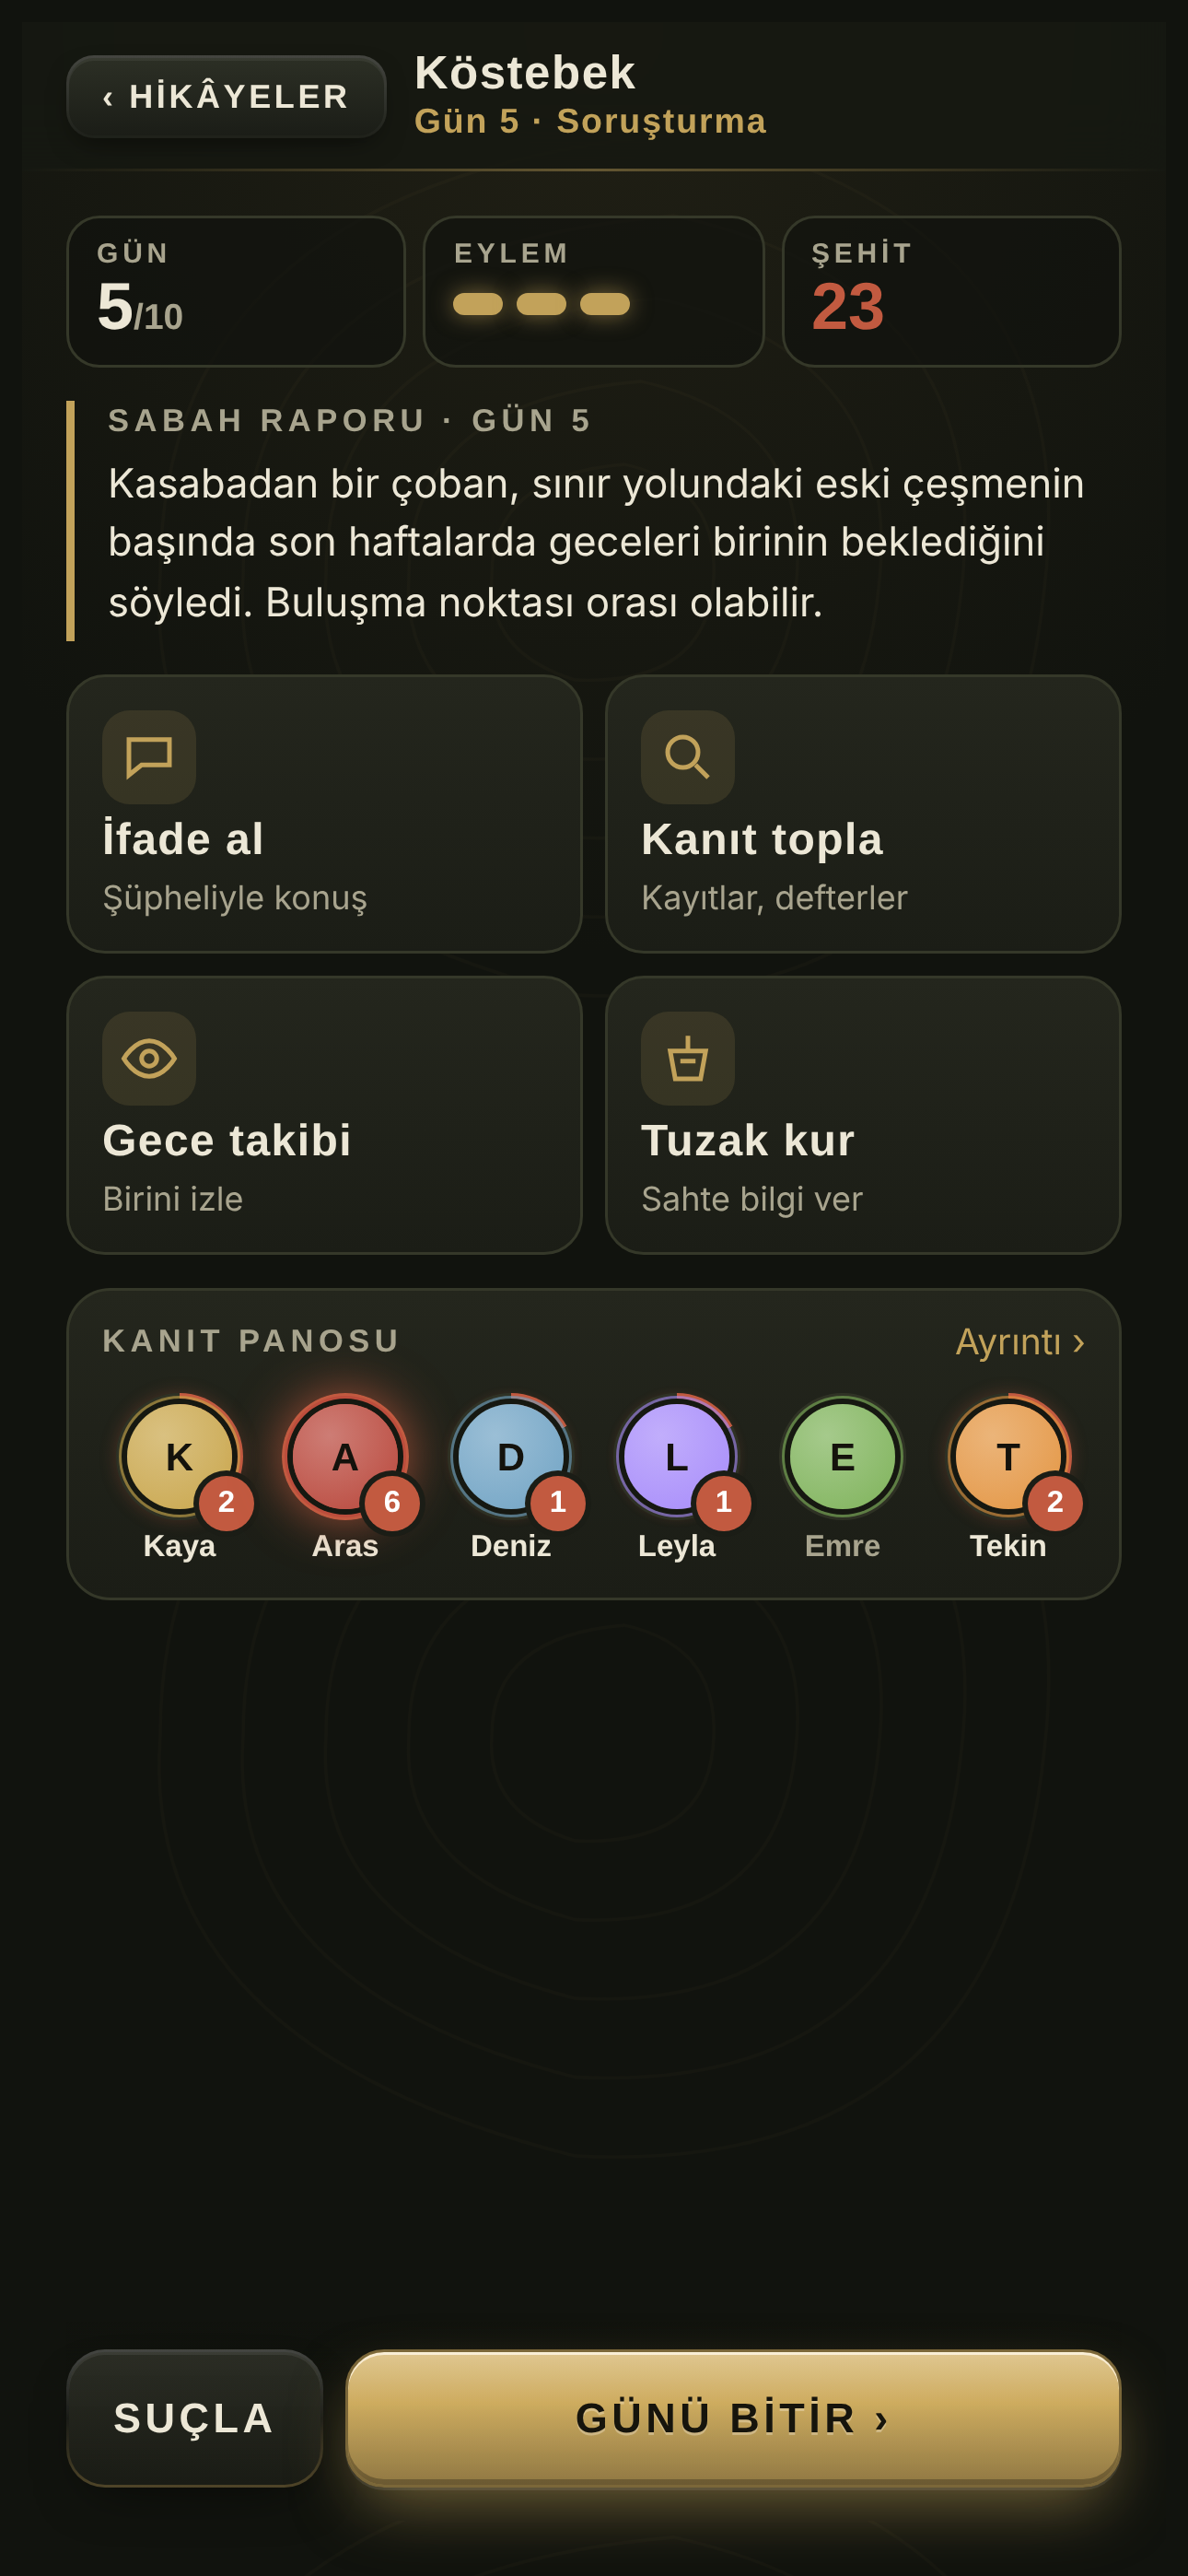 ‹ HİKÂYELER
Köstebek
Gün 5 · Soruşturma
GÜN
5/10
EYLEM
ŞEHİT
23
SABAH RAPORU · GÜN 5
Kasabadan bir çoban, sınır yolundaki eski çeşmenin
başında son haftalarda geceleri birinin beklediğini
söyledi. Buluşma noktası orası olabilir.
İfade al
Şüpheliyle konuş
Kanıt topla
Kayıtlar, defterler
Gece takibi
Birini izle
Tuzak kur
Sahte bilgi ver
KANIT PANOSU
Ayrıntı ›
K
2
Kaya
A
6
Aras
D
1
Deniz
L
1
Leyla
E
Emre
T
2
Tekin
SUÇLA
GÜNÜ BİTİR ›